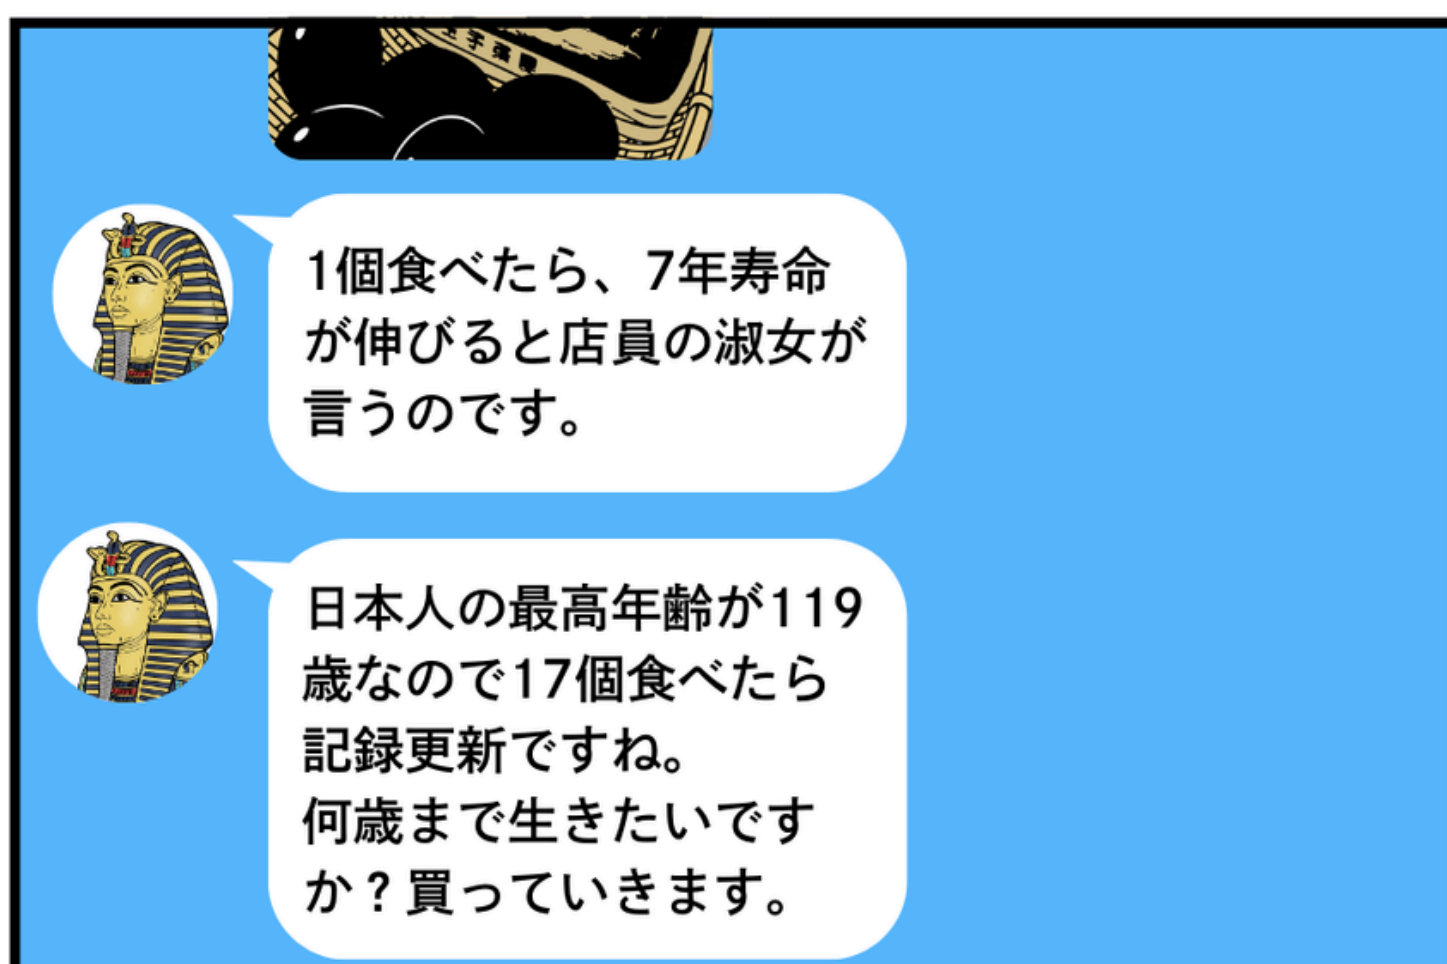 1個食べたら、7年寿命
が伸びると店員の淑女が
言うのです。
日本人の最高年齢が119
歳なので17個食べたら
記録更新ですね。
何歳まで生きたいです
か？買っていきます。